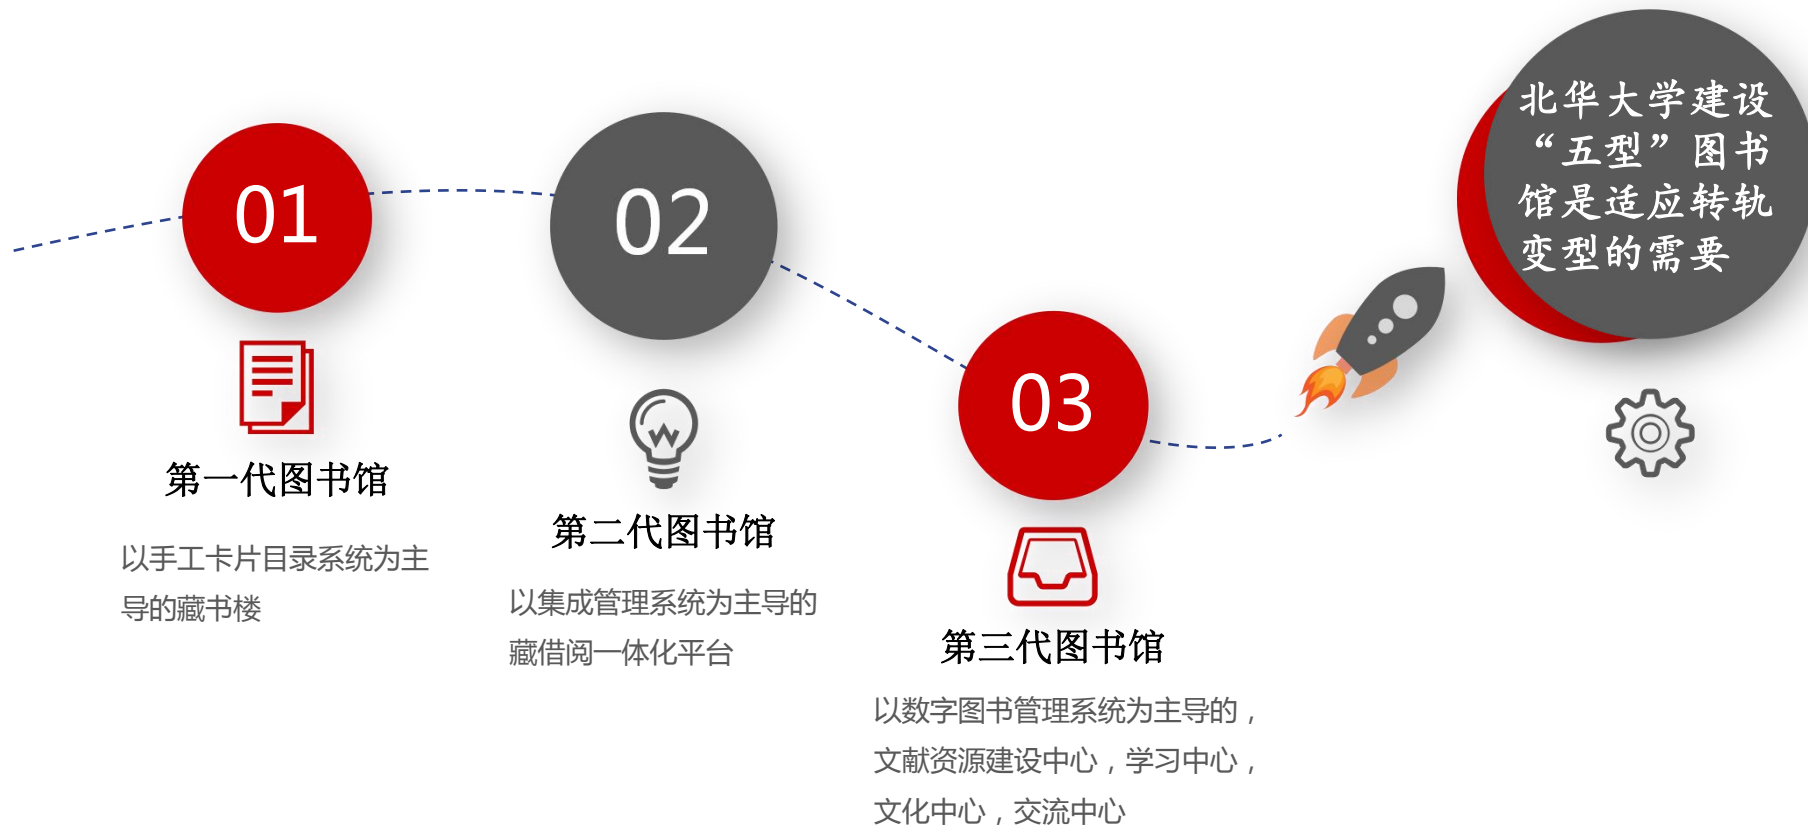 01
第一代图书馆
以手工卡片目录系统为主
导的藏书楼
02
第二代图书馆
以集成管理系统为主导的
藏借阅一体化平台
03
第三代图书馆
以数字图书管理系统为主导的，
文献资源建设中心，学习中心，
文化中心，交流中心
北华大学建设
“五型”图书
馆是适应转轨
变型的需要